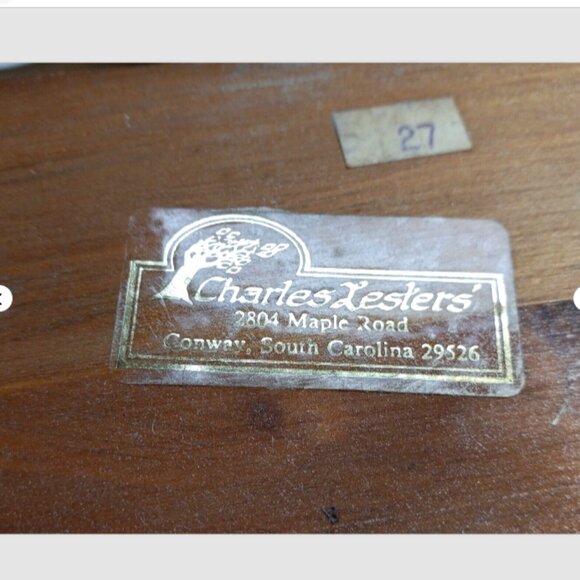 27
Charles Lesters'
2804 Maple Road
Conway, South Carolina 29526